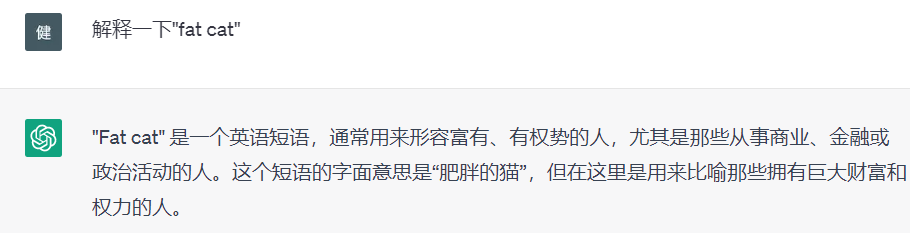 健
解释一下"fat cat"
"Fat cat" 是一个英语短语，通常用来形容富有、有权势的人，尤其是那些从事商业、金融或
政治活动的人。这个短语的字面意思是“肥胖的猫”，但在这里是用来比喻那些拥有巨大财富和
权力的人。